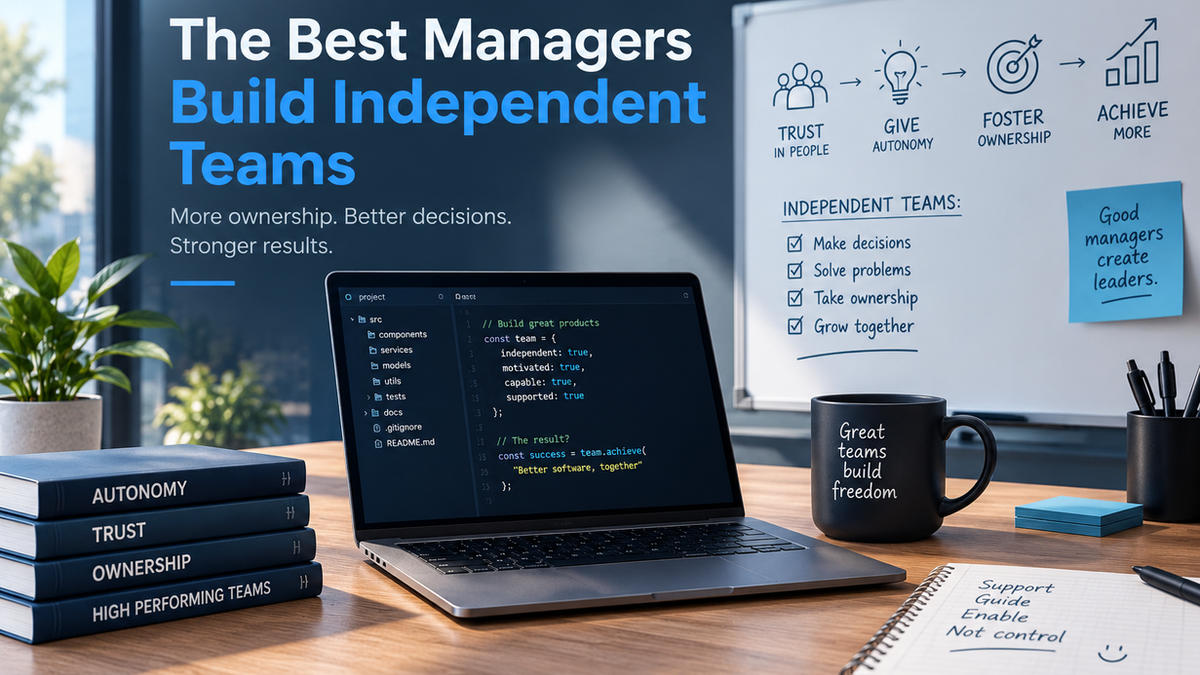 The Best Managers
Build Independent
Teams
More ownership. Better decisions.
Stronger results.
TRUST
IN PEOPLE
GIVE
AUTONOMY
FOSTER
OWNERSHIP
ACHIEVE
MORE
INDEPENDENT TEAMS:
Make decisions
Solve problems
Take ownership
Grow together
Good
managers
create
leaders.
project
src
components
services
models
utils
tests
docs
.gitignore
README.md
// Build great products
const team = {
independent: true,
motivated: true,
capable: true,
supported: true
};
// The result?
const success = team.achieve(
"Better software, together"
);
Great
teams
build
freedom
AUTONOMY
TRUST
OWNERSHIP
HIGH PERFORMING TEAMS
Support
Guide
Enable
Not control